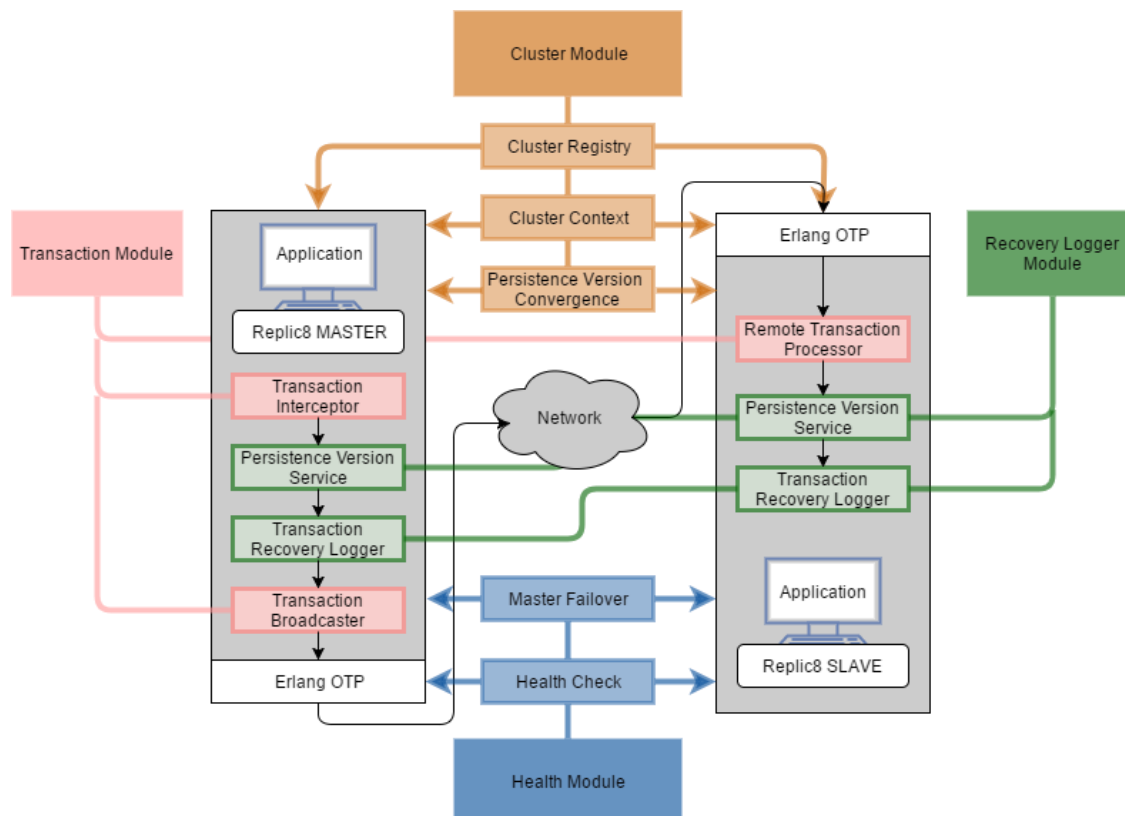 Cluster Module
Cluster Registry
Cluster Context
Persistence Version
Convergence
Transaction Module
Application
Replic8 MASTER
Transaction
Interceptor
Persistence Version
Service
Transaction
Recovery Logger
Transaction
Broadcaster
Erlang OTP
Network
Erlang OTP
Remote Transaction
Processor
Persistence Version
Service
Transaction
Recovery Logger
Application
Replic8 SLAVE
Recovery Logger
Module
Master Failover
Health Check
Health Module